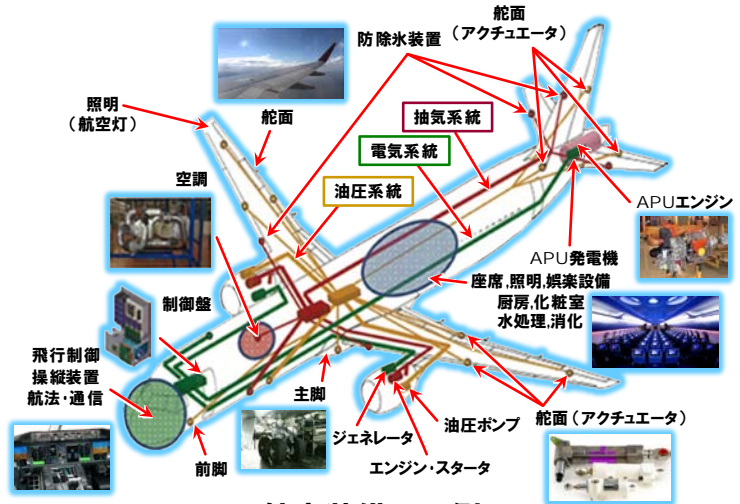 舵面
(アクチュエータ)
防除氷装置
照明
(航空灯)
舵面
抽気系統
電気系統
油圧系統
空調
APUエンジン
APU発電機
座席,照明,娯楽設備
厨房,化粧室
水処理,消化
制御盤
飛行制御
操縦装置
航法・通信
主脚
前脚
ジェネレータ
油圧ポンプ
エンジン・スタータ
舵面(アクチュエータ)